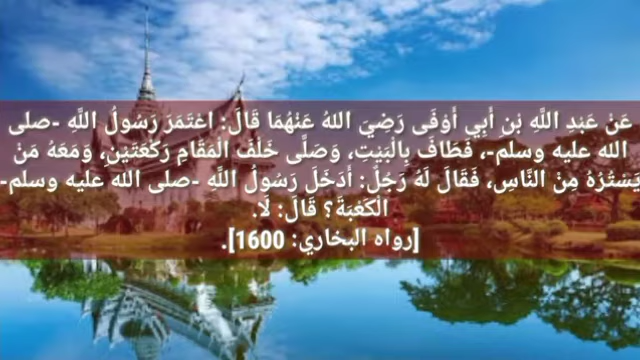 عَنْ عَبْدِ اللَّهِ بْنِ أَبِي أَوْفَى رَضِيَ اللهُ عَنْهُمَا قَالَ: اعْتَمَرَ رَسُولُ اللَّهِ -صلى
الله عليه وسلم-، فَطَافَ بِالْبَيْتِ، وَصَلَّى خَلْفَ الْمَقَامِ رَكْعَتَيْنِ، وَمَعَهُ مَنْ
يَسْتُرُهُ مِنْ النَّاسِ، فَقَالَ لَهُ رَجُلٌ: أَدَخَلَ رَسُولُ اللَّهِ -صلى الله عليه وسلم-
الْكَعْبَةَ؟ قَالَ: لَا.
[رواه البخاري: 1600].